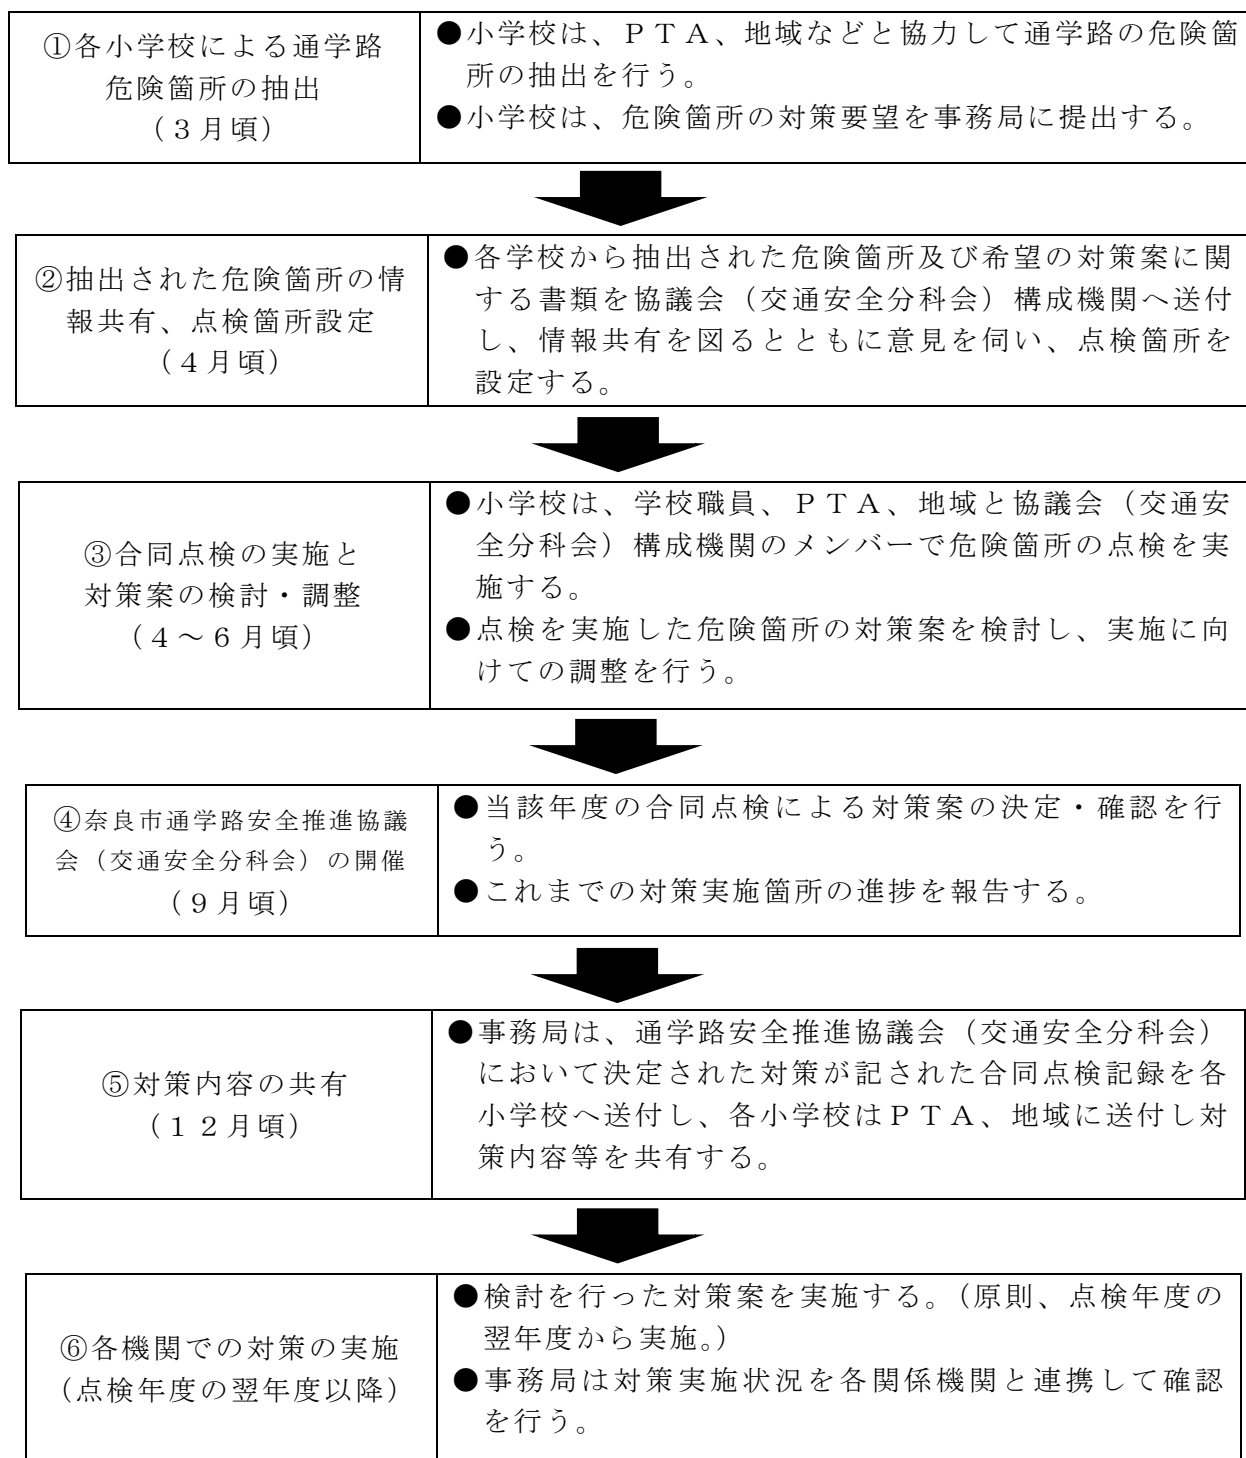 ①各小学校による通学路
危険箇所の抽出
（３月頃）
●小学校は、ＰＴＡ、地域などと協力して通学路の危険箇
所の抽出を行う。
●小学校は、危険箇所の対策要望を事務局に提出する。
②抽出された危険箇所の情
報共有、点検箇所設定
（４月頃）
●各学校から抽出された危険箇所及び希望の対策案に関
する書類を協議会（交通安全分科会）構成機関へ送付
し、情報共有を図るとともに意見を伺い、点検箇所を
設定する。
③合同点検の実施と
対策案の検討・調整
（４～６月頃）
●小学校は、学校職員、ＰＴＡ、地域と協議会（交通安
全分科会）構成機関のメンバーで危険箇所の点検を実
施する。
●点検を実施した危険箇所の対策案を検討し、実施に向
けての調整を行う。
④奈良市通学路安全推進協議
会（交通安全分科会）の開催
（９月頃）
●当該年度の合同点検による対策案の決定・確認を行
う。
●これまでの対策実施箇所の進捗を報告する。
⑤対策内容の共有
（１２月頃）
●事務局は、通学路安全推進協議会（交通安全分科会）
において決定された対策が記された合同点検記録を各
小学校へ送付し、各小学校はＰＴＡ、地域に送付し対
策内容等を共有する。
⑥各機関での対策の実施
（点検年度の翌年度以降）
●検討を行った対策案を実施する。（原則、点検年度の
翌年度から実施。）
●事務局は対策実施状況を各関係機関と連携して確認
を行う。